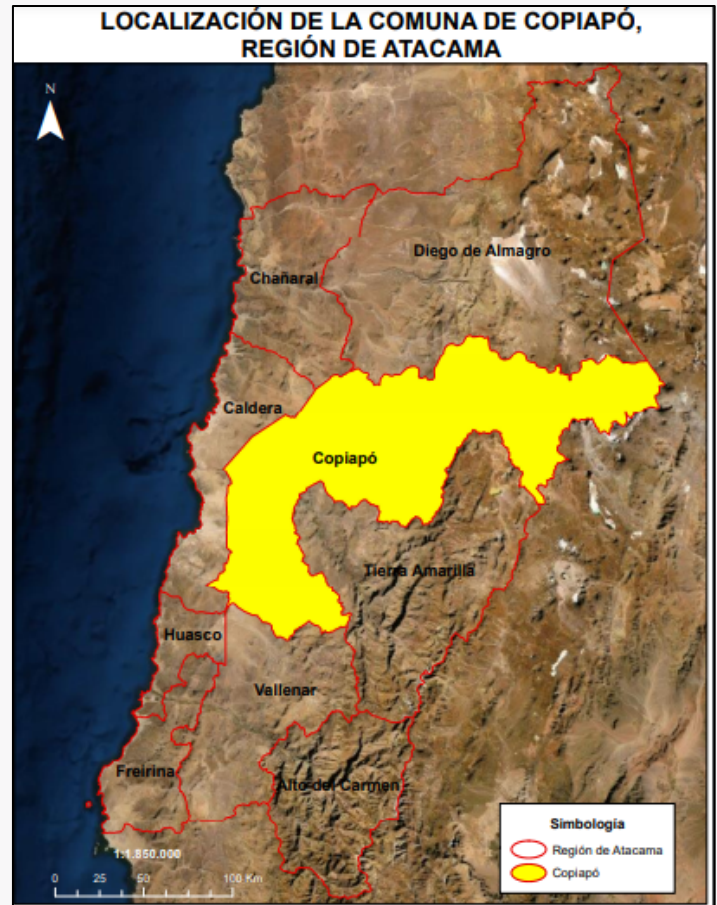 LOCALIZACIÓN DE LA COMUNA DE COPIAPÓ,
REGIÓN DE ATACAMA
N
Diego de Almagro
Chañaral
Caldera
Copiapó
Tierra Amarilla
Huasco
Vallenar
Freirina
Alto del Carmen
1:1.850.000
0 25 50 100 Km
Simbología
Región de Atacama
Copiapó